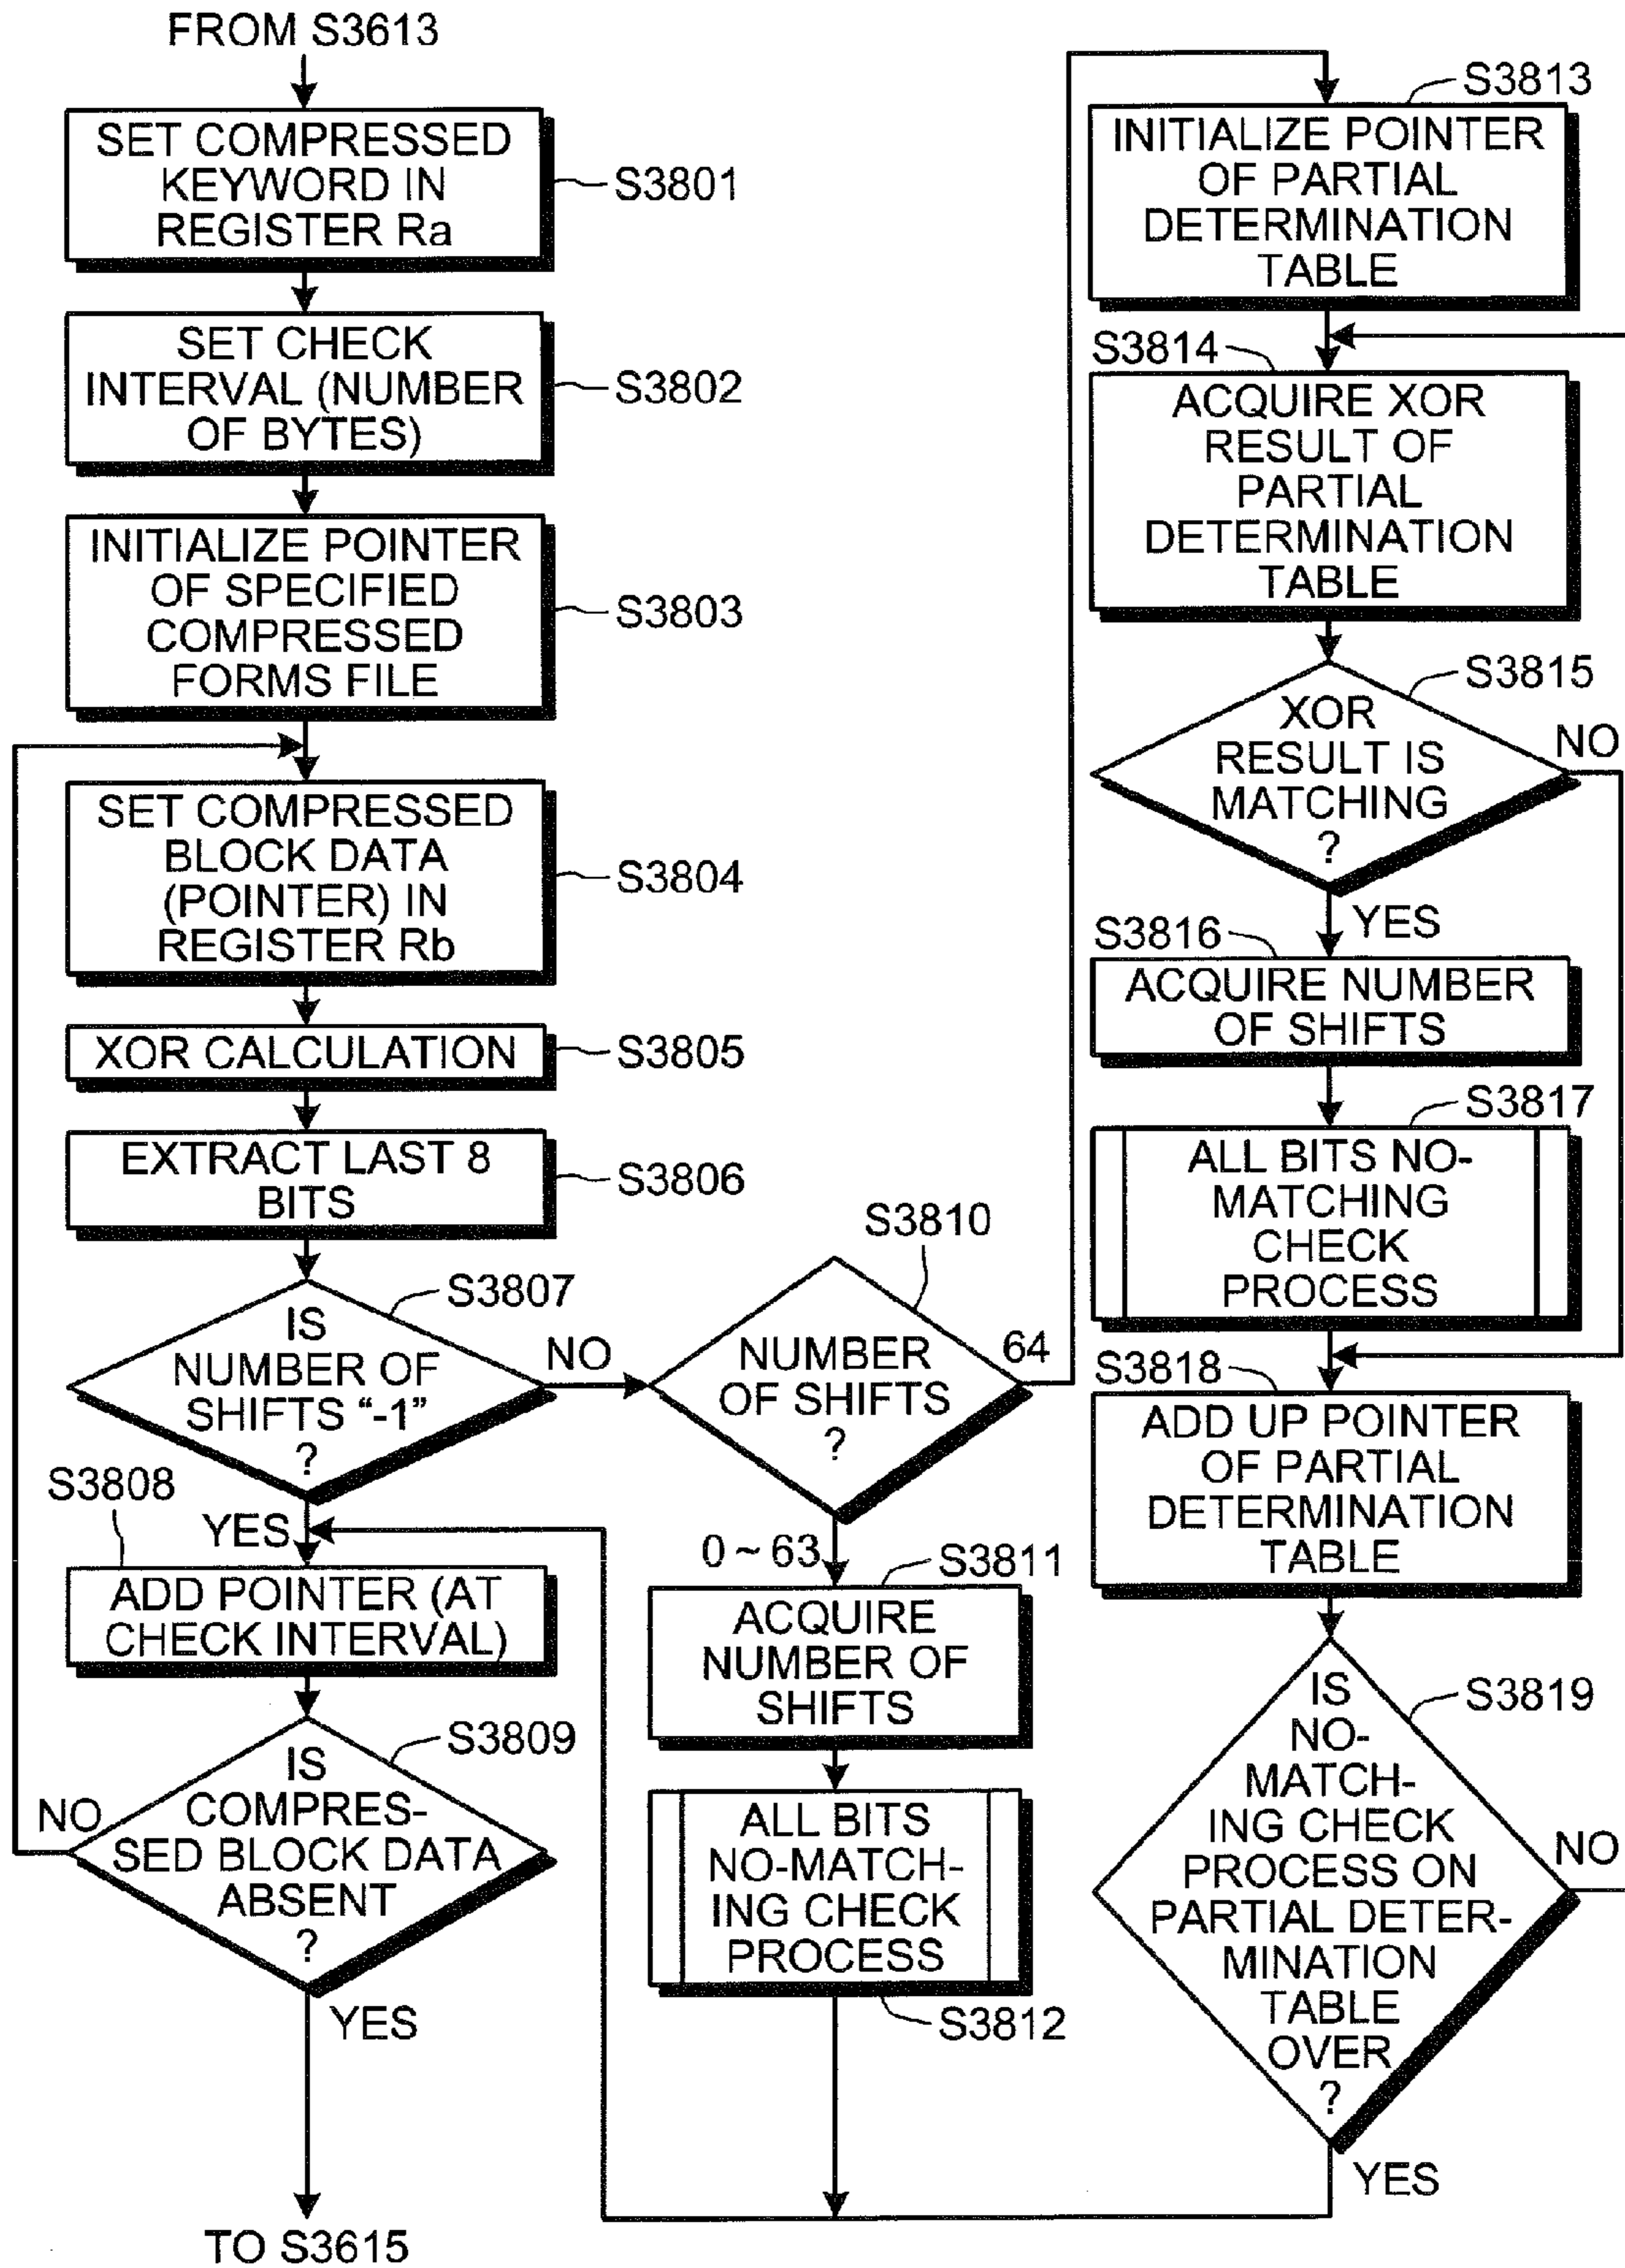 FROM S3613
SET COMPRESSED
KEYWORD IN
REGISTER Ra
S3801
SET CHECK
INTERVAL (NUMBER
OF BYTES)
S3802
INITIALIZE POINTER
OF SPECIFIED
COMPRESSED
FORMS FILE
S3803
SET COMPRESSED
BLOCK DATA
(POINTER) IN
REGISTER Rb
S3804
XOR CALCULATION
S3805
EXTRACT LAST 8
BITS
S3806
IS
NUMBER OF
SHIFTS “-1”
?
S3807
NO
YES
S3808
ADD POINTER (AT
CHECK INTERVAL)
IS
COMPRES-
SED BLOCK DATA
ABSENT
?
S3809
NO
YES
TO S3615
S3810
NUMBER
OF SHIFTS
?
64
0 ~ 63
S3811
ACQUIRE
NUMBER OF
SHIFTS
ALL BITS
NO-MATCH-
ING CHECK
PROCESS
S3812
S3813
INITIALIZE POINTER
OF PARTIAL
DETERMINATION
TABLE
S3814
ACQUIRE XOR
RESULT OF
PARTIAL
DETERMINATION
TABLE
S3815
XOR
RESULT IS
MATCHING
?
NO
YES
S3816
ACQUIRE NUMBER
OF SHIFTS
S3817
ALL BITS NO-
MATCHING
CHECK
PROCESS
S3818
ADD UP POINTER
OF PARTIAL
DETERMINATION
TABLE
S3819
IS
NO-
MATCH-
ING CHECK
PROCESS ON
PARTIAL DETER-
MINATION
TABLE
OVER
?
NO
YES